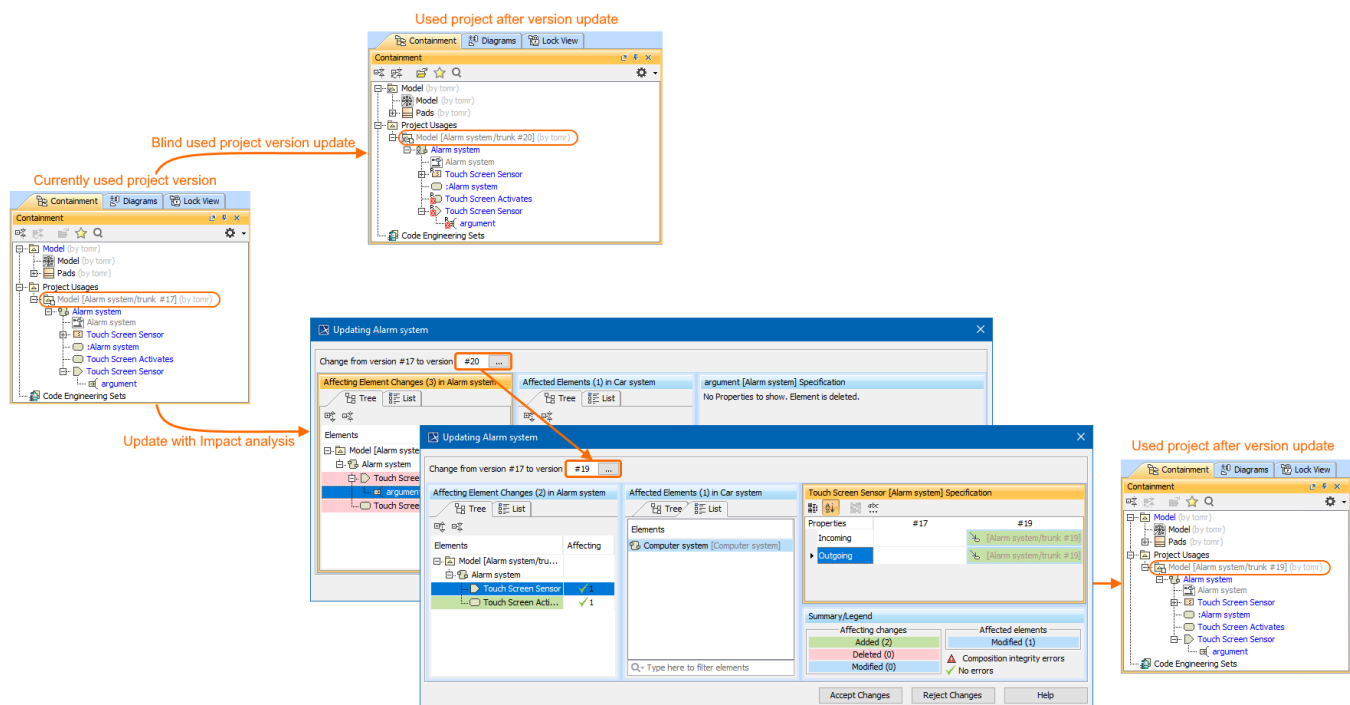 Used project after version update
Containment Diagrams Lock View
Containment
Model (by tomr)
Model (by tomr)
Pads (by tomr)
Project Usages
Model [Alarm system/trunk #20] (by tomr)
Alarm system
Alarm system
Touch Screen Sensor
:Alarm system
Touch Screen Activates
Touch Screen Sensor
argument
Code Engineering Sets
Blind used project version update
Currently used project version
Containment Diagrams Lock View
Containment
Model (by tomr)
Model (by tomr)
Pads (by tomr)
Project Usages
Model [Alarm system/trunk #17] (by tomr)
Alarm system
Alarm system
Touch Screen Sensor
:Alarm system
Touch Screen Activates
Touch Screen Sensor
argument
Code Engineering Sets
Update with Impact analysis
Updating Alarm system
Change from version #17 to version #20 ...
Affecting Element Changes (3) in Alarm system
Tree List
Elements
Model [Alarm syste
Alarm system
Touch Scree
argument
Touch Scree
Affected Elements (1) in Car system
Tree List
argument [Alarm system] Specification
No Properties to show. Element is deleted.
Updating Alarm system
Change from version #17 to version #19 ...
Affecting Element Changes (2) in Alarm system
Tree List
Elements Affecting
Model [Alarm system/tru...
Alarm system
Touch Screen Sensor 1
Touch Screen Acti... 1
Affected Elements (1) in Car system
Tree List
Elements
Computer system [Computer system]
Type here to filter elements
Touch Screen Sensor [Alarm system] Specification
Properties #17 #19
Incoming [Alarm system/trunk #19]
Outgoing [Alarm system/trunk #19]
Summary/Legend
Affecting changes Affected elements
Added (2) Modified (1)
Deleted (0) Composition integrity errors
Modified (0) No errors
Accept Changes Reject Changes Help
Used project after version update
Containment Diagrams Lock View
Containment
Model (by tomr)
Model (by tomr)
Pads (by tomr)
Project Usages
Model [Alarm system/trunk #19] (by tomr)
Alarm system
Alarm system
Touch Screen Sensor
:Alarm system
Touch Screen Activates
Touch Screen Sensor
argument
Code Engineering Sets